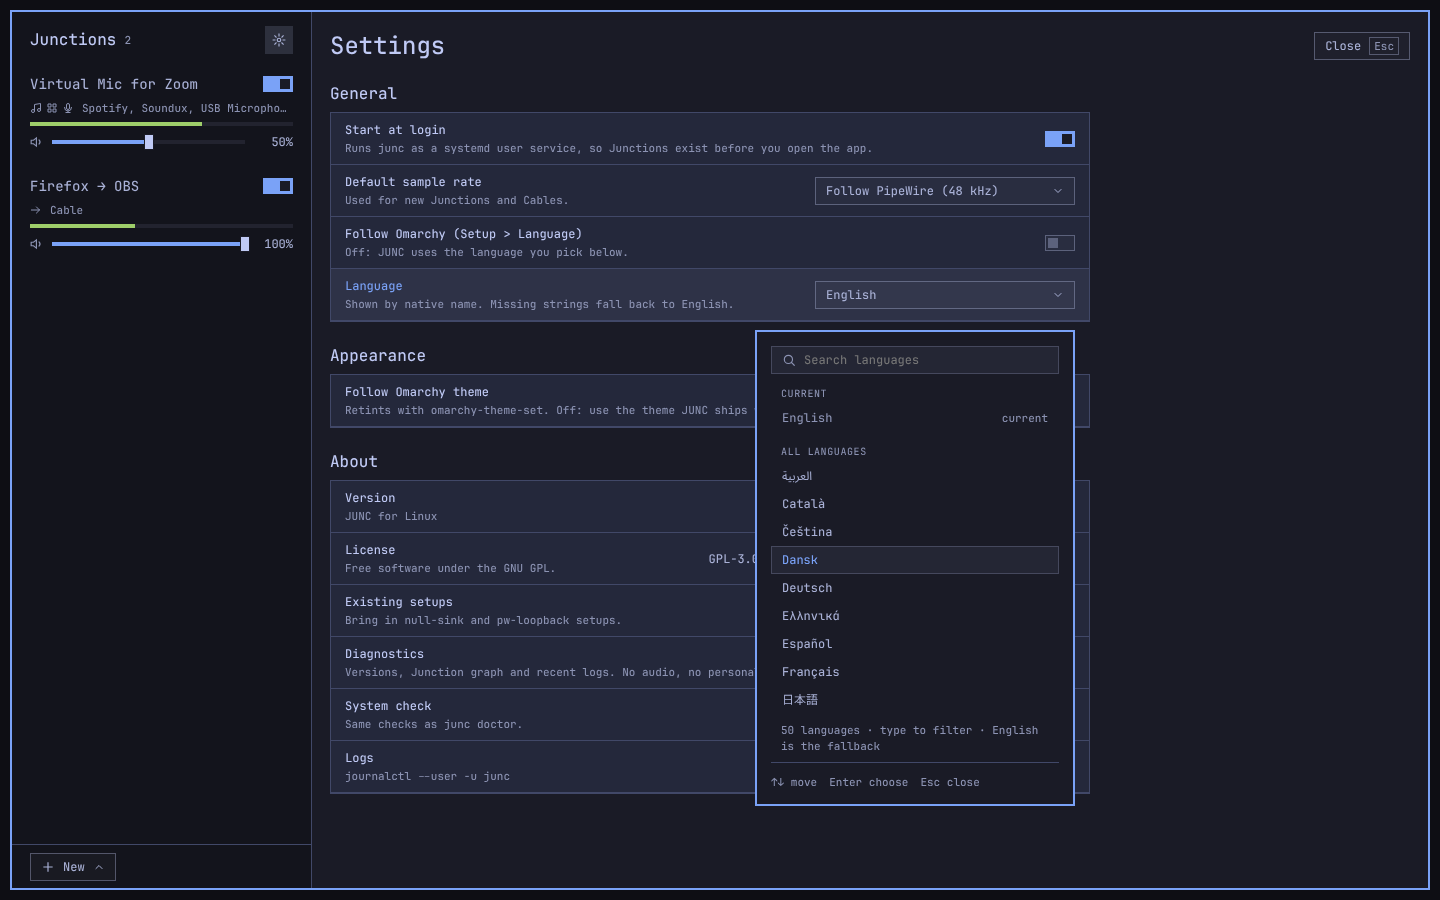 Junctions 2
Virtual Mic for Zoom
Spotify, Soundux, USB Micropho…
50%
Firefox → OBS
→ Cable
100%
+ New
Settings
Close Esc
General
Start at login
Runs junc as a systemd user service, so Junctions exist before you open the app.
Default sample rate
Used for new Junctions and Cables.
Follow PipeWire (48 kHz)
Follow Omarchy (Setup > Language)
Off: JUNC uses the language you pick below.
Language
Shown by native name. Missing strings fall back to English.
English
Appearance
Follow Omarchy theme
Retints with omarchy-theme-set. Off: use the theme JUNC ships
About
Version
JUNC for Linux
License
Free software under the GNU GPL.
GPL-3.0
Existing setups
Bring in null-sink and pw-loopback setups.
Diagnostics
Versions, Junction graph and recent logs. No audio, no persona
System check
Same checks as junc doctor.
Logs
journalctl --user -u junc
Search languages
CURRENT
English current
ALL LANGUAGES
العربية
Català
Čeština
Dansk
Deutsch
Ελληνικά
Español
Français
日本語
50 languages · type to filter · English
is the fallback
↑↓ move Enter choose Esc close